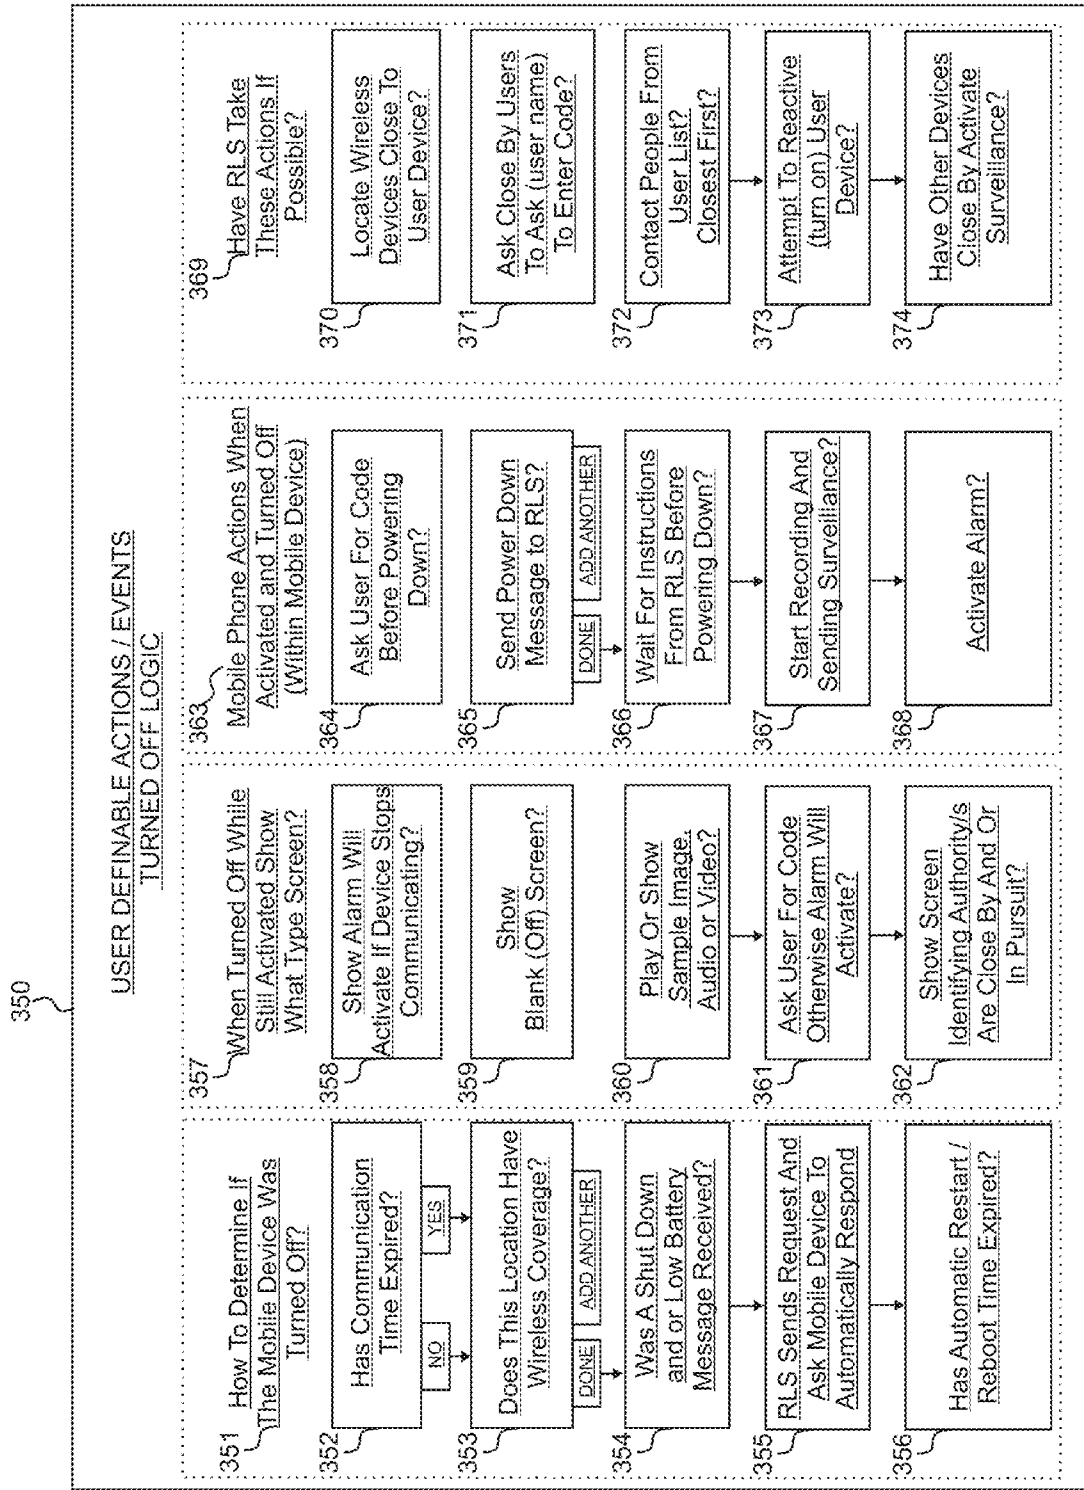 350
USER DEFINABLE ACTIONS / EVENTS
TURNED OFF LOGIC
351
How To Determine If
The Mobile Device Was
Turned Off?
352
Has Communication
Time Expired?
NO
YES
353
Does This Location Have
Wireless Coverage?
DONE
ADD ANOTHER
354
Was A Shut Down
and or Low Battery
Message Received?
355
RLS Sends Request And
Ask Mobile Device To
Automatically Respond
356
Has Automatic Restart /
Reboot Time Expired?
357
When Turned Off While
Still Activated Show
What Type Screen?
358
Show Alarm Will
Activate If Device Stops
Communicating?
359
Show
Blank (Off) Screen?
360
Play Or Show
Sample Image,
Audio or Video?
361
Ask User For Code
Otherwise Alarm Will
Activate?
362
Show Screen
Identifying Authority/s
Are Close By And Or
In Pursuit?
363
Mobile Phone Actions When
Activated and Turned Off
(Within Mobile Device)
364
Ask User For Code
Before Powering
Down?
365
Send Power Down
Message to RLS?
DONE
ADD ANOTHER
366
Wait For Instructions
From RLS Before
Powering Down?
367
Start Recording And
Sending Surveillance?
368
Activate Alarm?
369
Have RLS Take
These Actions If
Possible?
370
Locate Wireless
Devices Close To
User Device?
371
Ask Close By Users
To Ask (user name)
To Enter Code?
372
Contact People From
User List?
Closest First?
373
Attempt To Reactive
(turn on) User
Device?
374
Have Other Devices
Close By Activate
Surveillance?